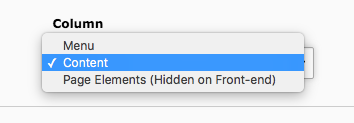 Column
Menu
✓ Content
Page Elements (Hidden on Front-end)